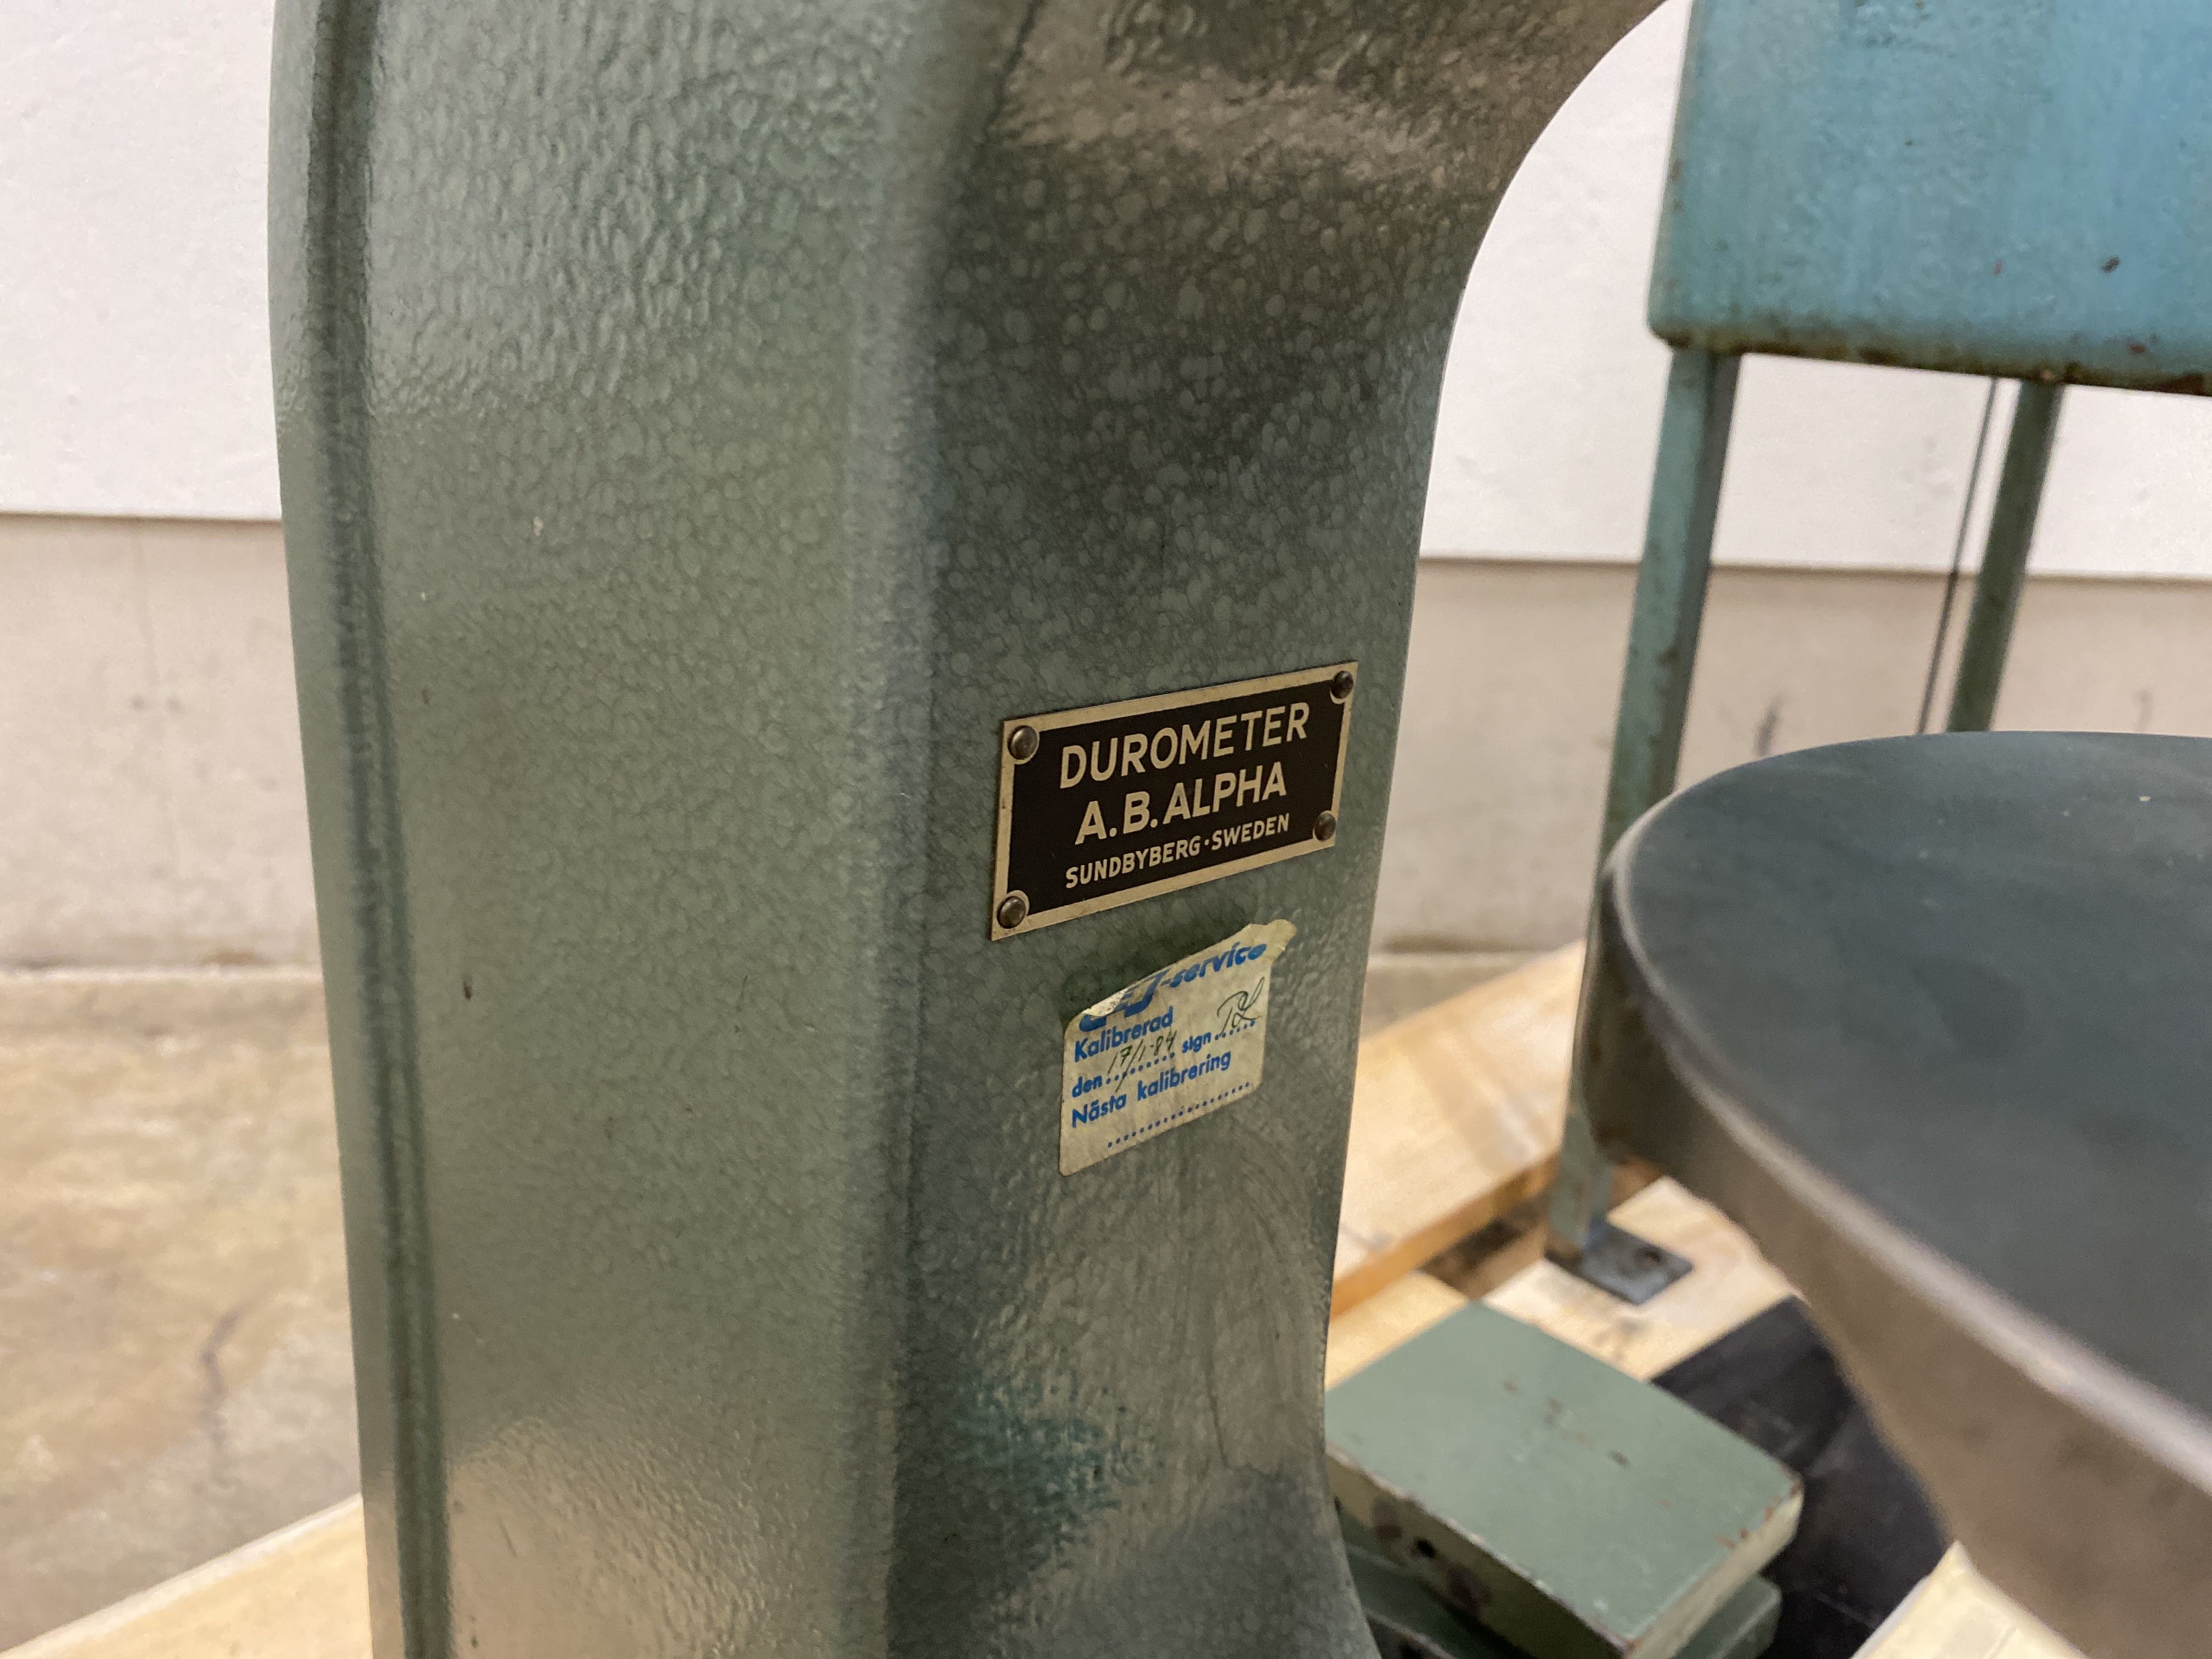 DUROMETER
A.B. ALPHA
SUNDBYBERG · SWEDEN
-service
Kalibrerad
den 17/1-84 sign
Nästa kalibrering